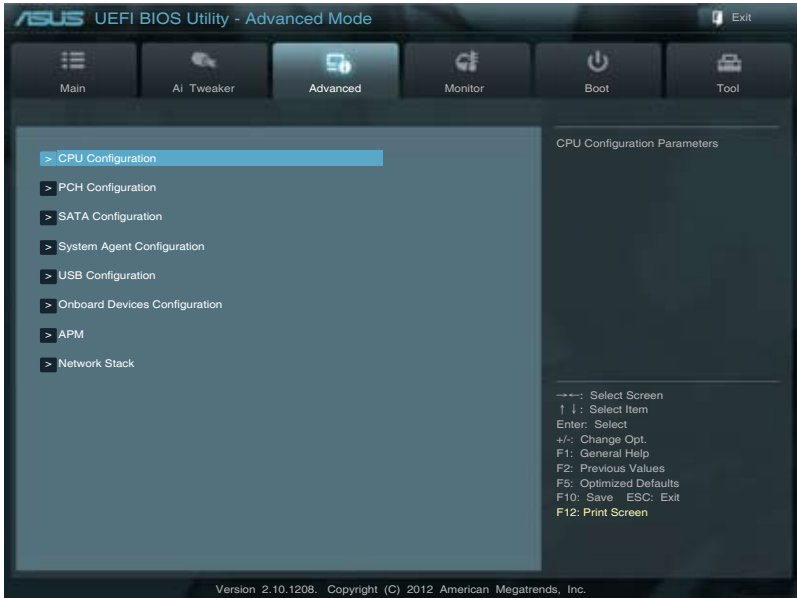 ASUS UEFI BIOS Utility - Advanced Mode
Exit
Main
Ai Tweaker
Advanced
Monitor
Boot
Tool
> CPU Configuration
> PCH Configuration
> SATA Configuration
> System Agent Configuration
> USB Configuration
> Onboard Devices Configuration
> APM
> Network Stack
CPU Configuration Parameters
→←: Select Screen
↑↓: Select Item
Enter: Select
+/-: Change Opt.
F1: General Help
F2: Previous Values
F5: Optimized Defaults
F10: Save ESC: Exit
F12: Print Screen
Version 2.10.1208. Copyright (C) 2012 American Megatrends, Inc.